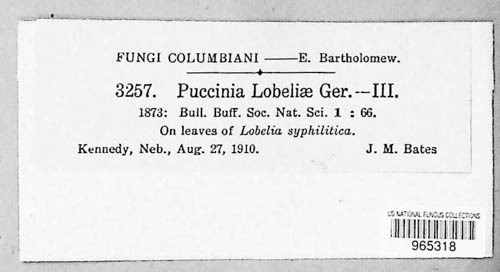 FUNGI COLUMBIANI ——E. Bartholomew.
3257. Puccinia Lobeliæ Ger.—III.
1873: Bull. Buff. Soc. Nat. Sci. 1 : 66.
On leaves of Lobelia syphilitica.
Kennedy, Neb., Aug. 27, 1910. J. M. Bates
US NATIONAL FUNGUS COLLECTIONS
965318